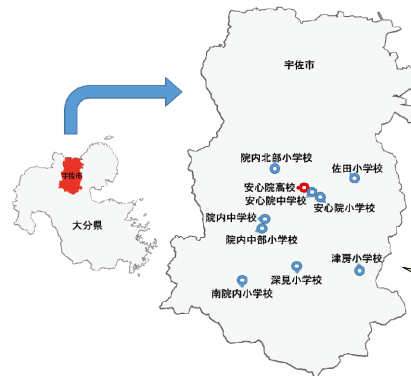 宇佐市
院内北部小学校
佐田小学校
宇佐市
安心院高校
安心院中学校
安心院小学校
大分県
院内中学校
院内中部小学校
津房小学校
深見小学校
南院内小学校